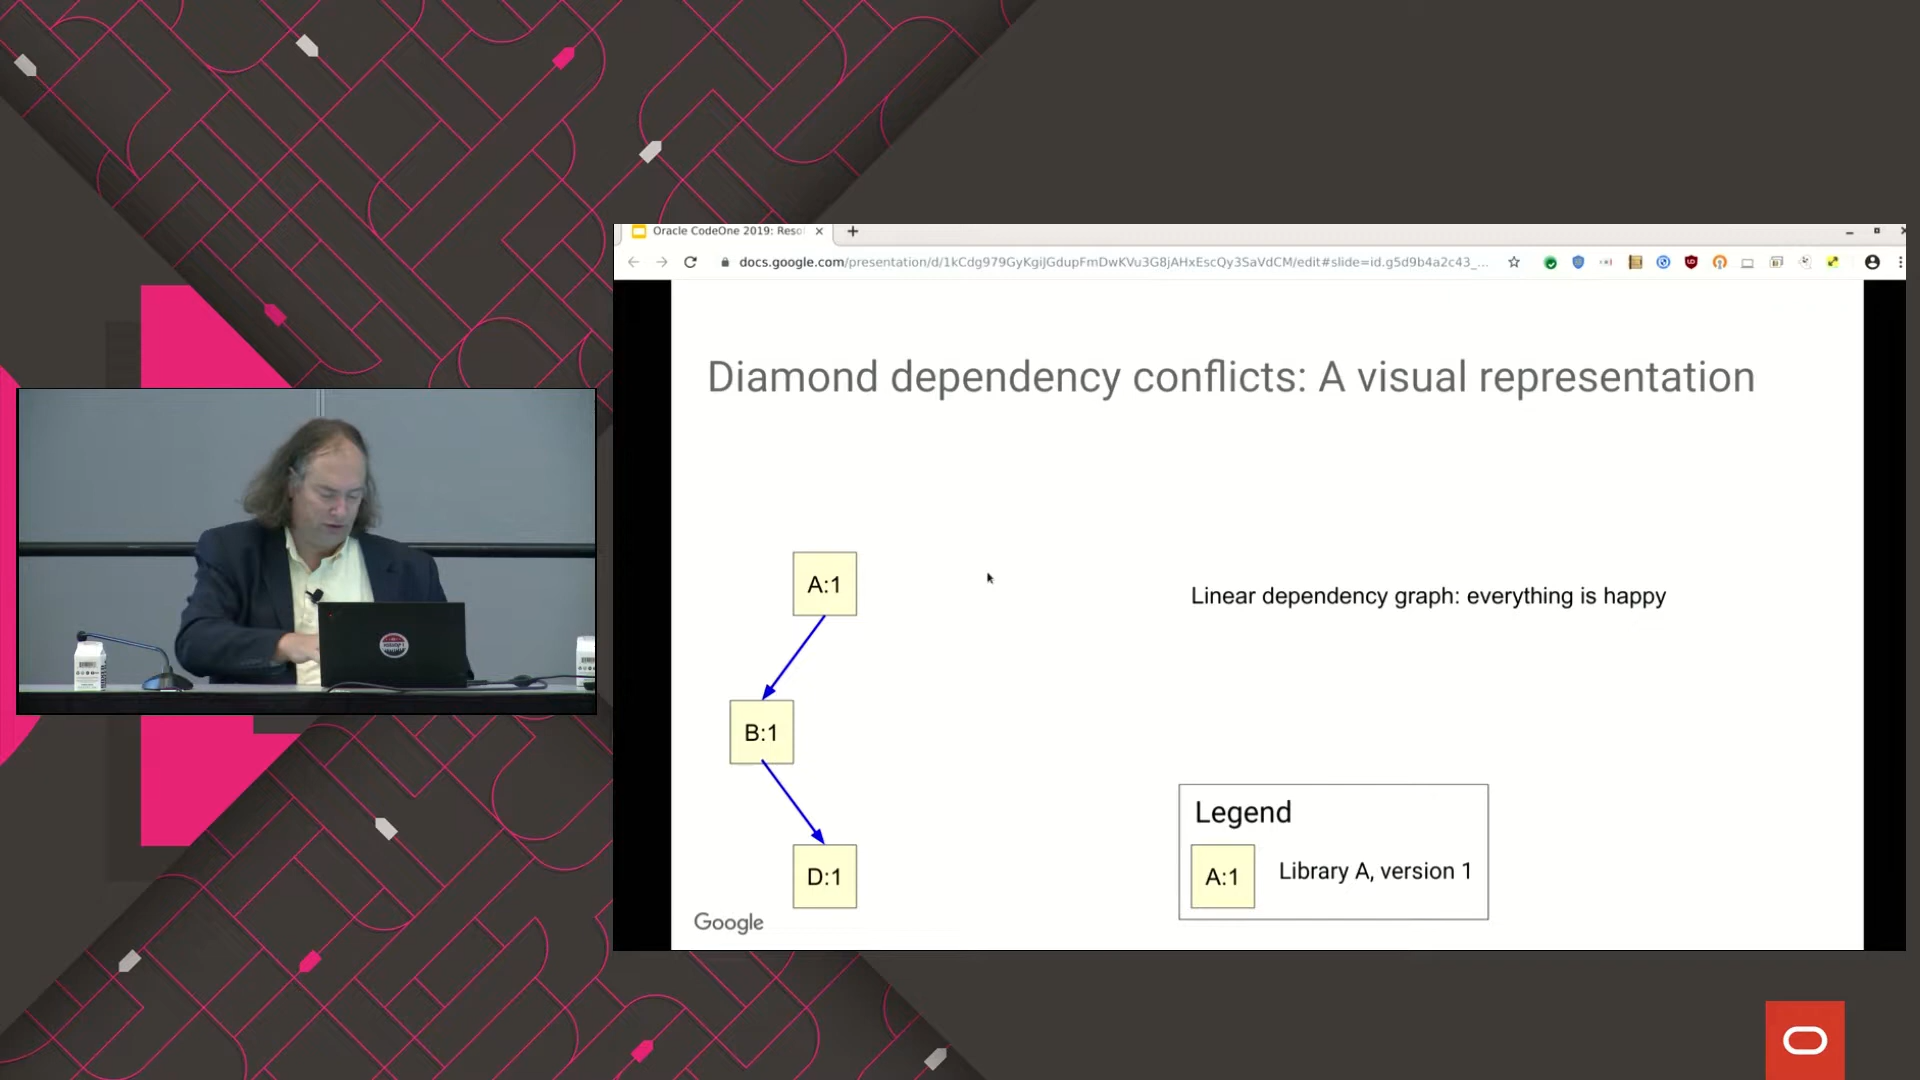 Oracle CodeOne 2019: Reso
docs.google.com/presentation/d/1kCdg979GyKgiJGdupFmDwKVu3G8jAHxEscQy3SaVdCM/edit#slide=id.g5d9b4a2c43_...
Diamond dependency conflicts: A visual representation
A:1
Linear dependency graph: everything is happy
B:1
Legend
A:1 Library A, version 1
D:1
Google